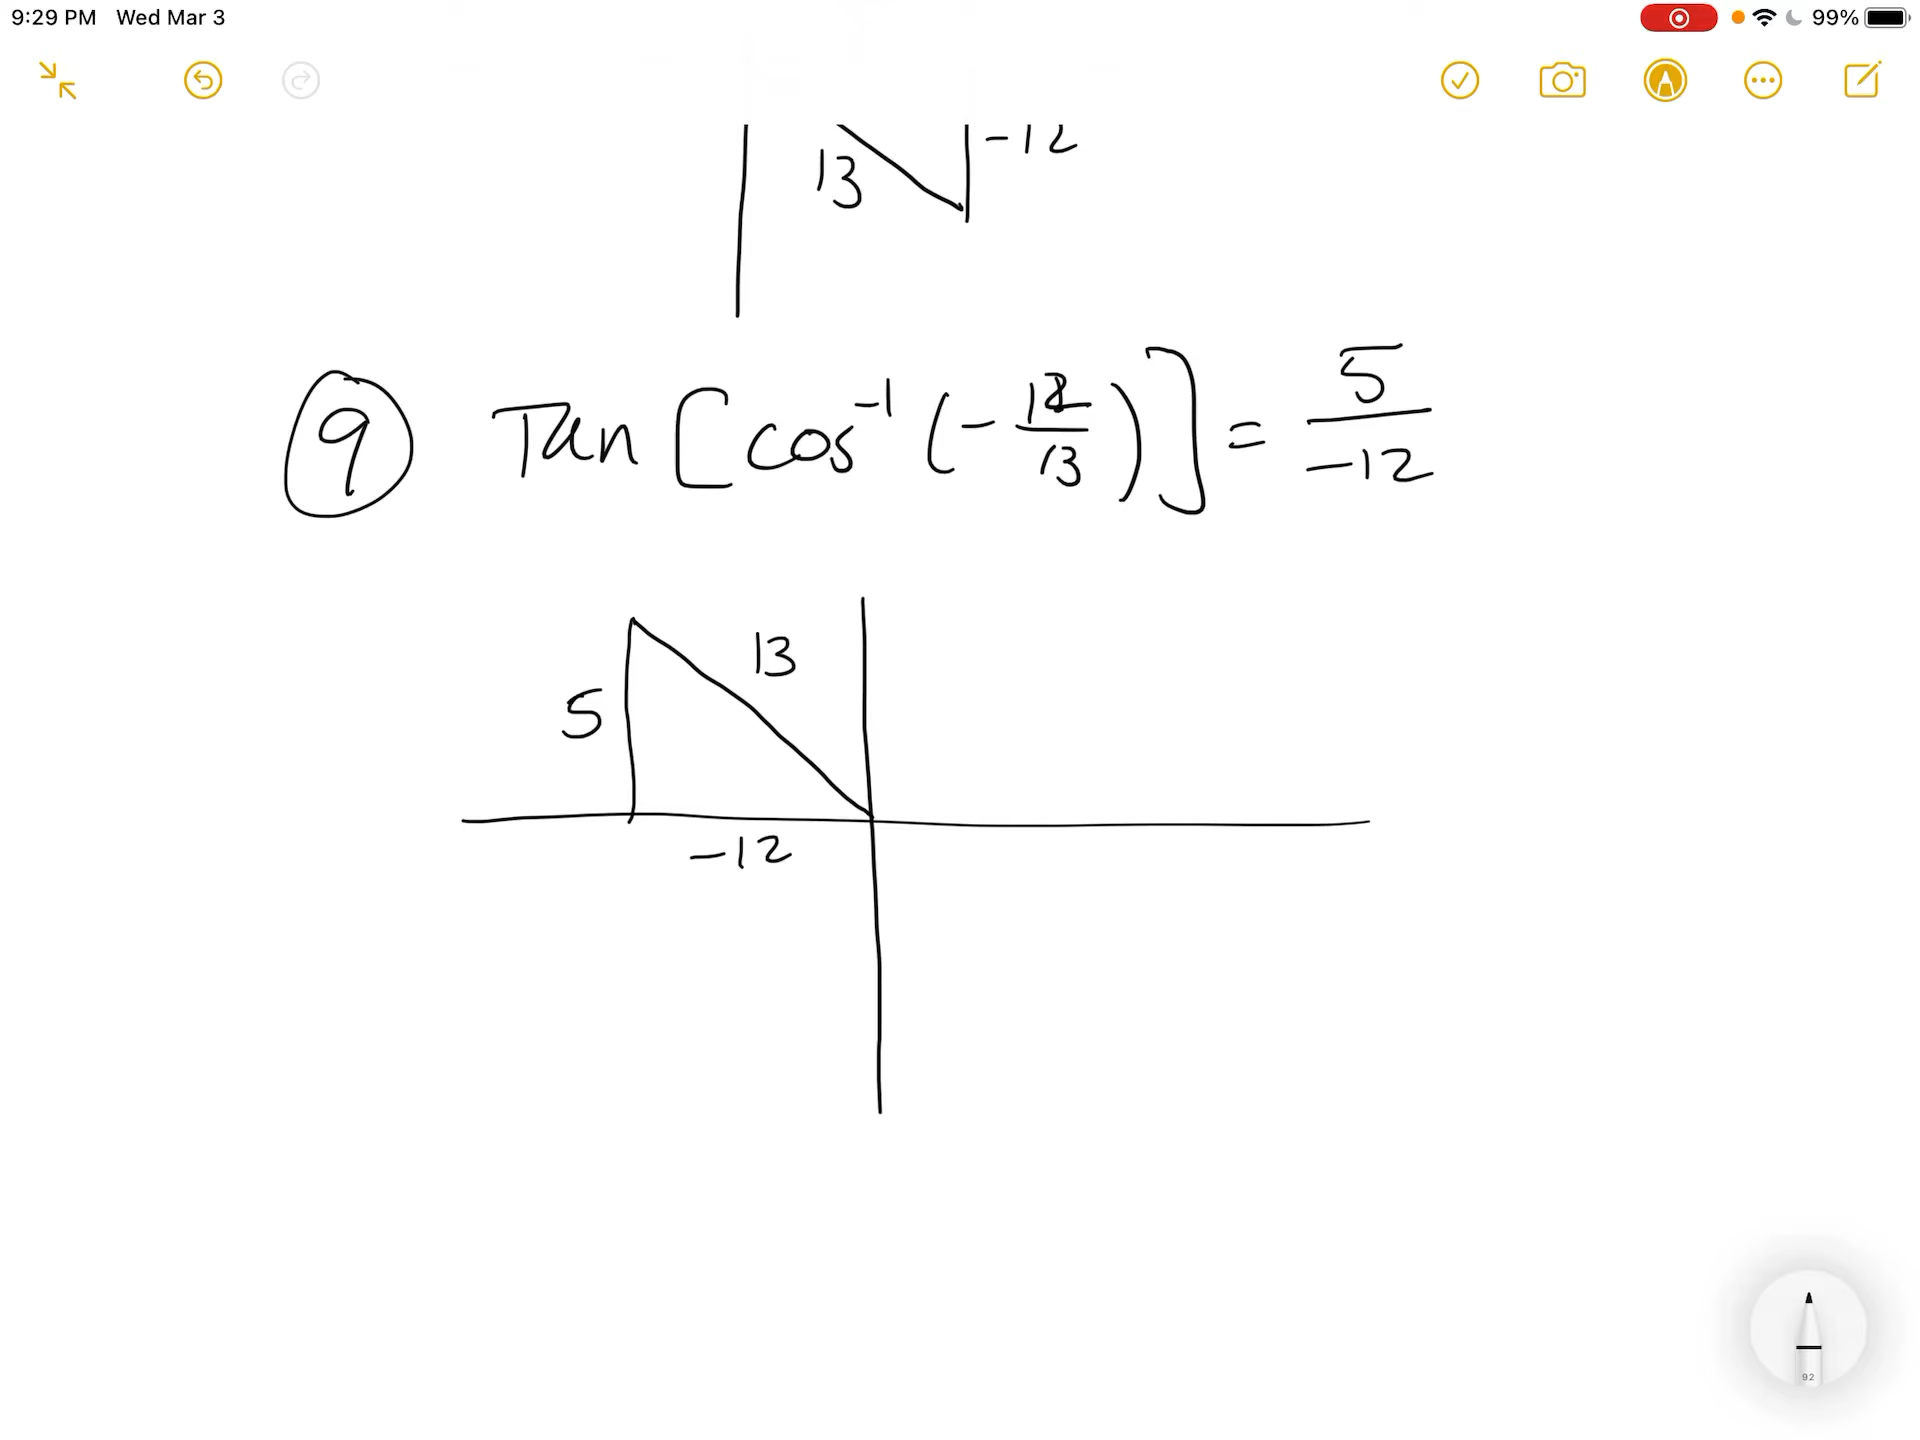 9:29 PM Wed Mar 3 99%
13 -12
9 Tan [cos⁻¹ (-12/13)] = 5/-12
13
5
-12
92